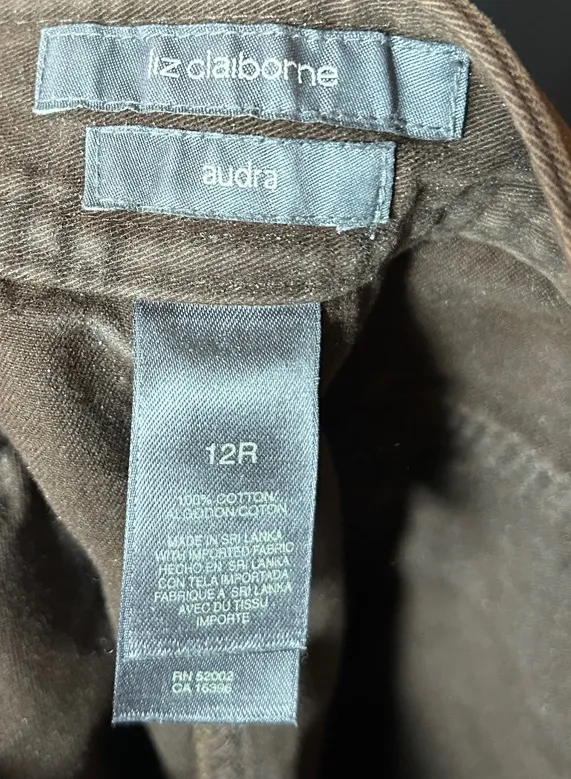 liz claiborne
audra
12R
100% COTTON/
ALGODON/COTON
MADE IN SRI LANKA
WITH IMPORTED FABRIC
HECHO EN SRI LANKA
CON TELA IMPORTADA
FABRIQUE A SRI LANKA
AVEC DU TISSU
IMPORTE
RN 52002
CA 16396